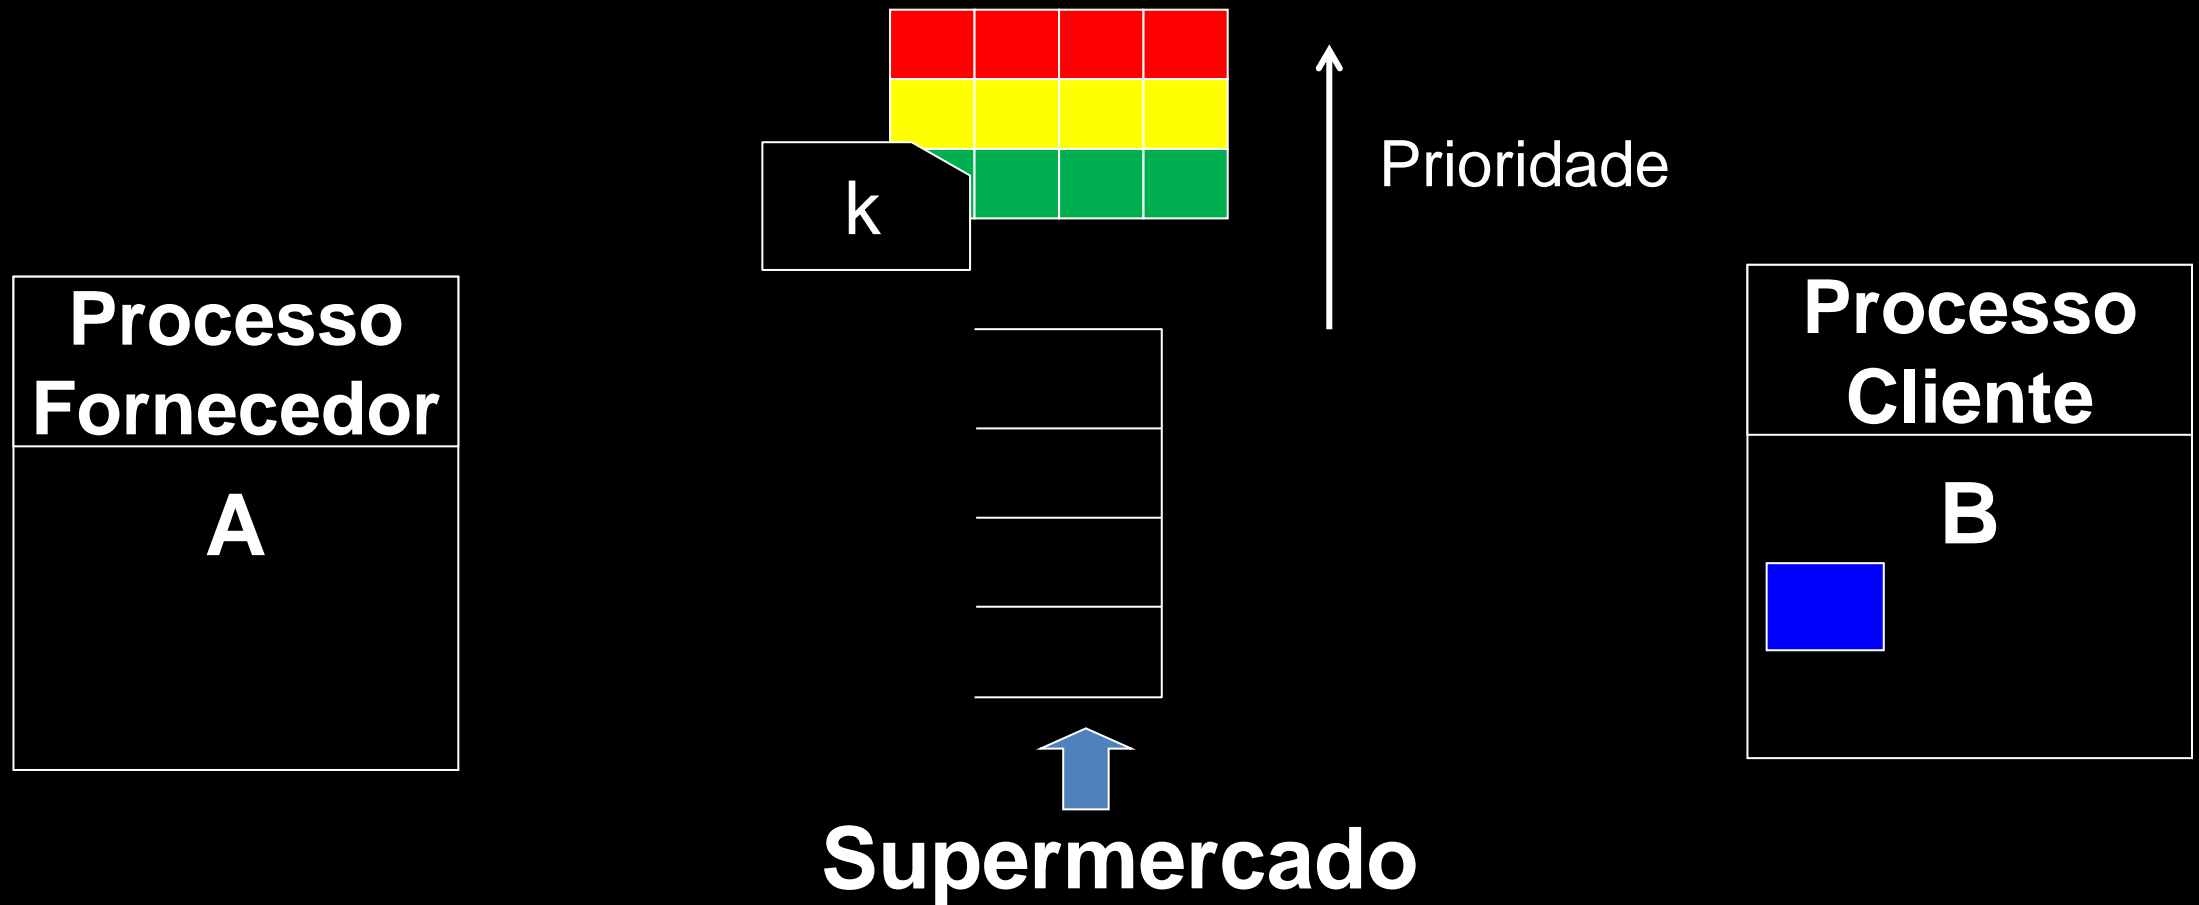 Prioridade
k
Processo
Fornecedor
A
Processo
Cliente
B
Supermercado